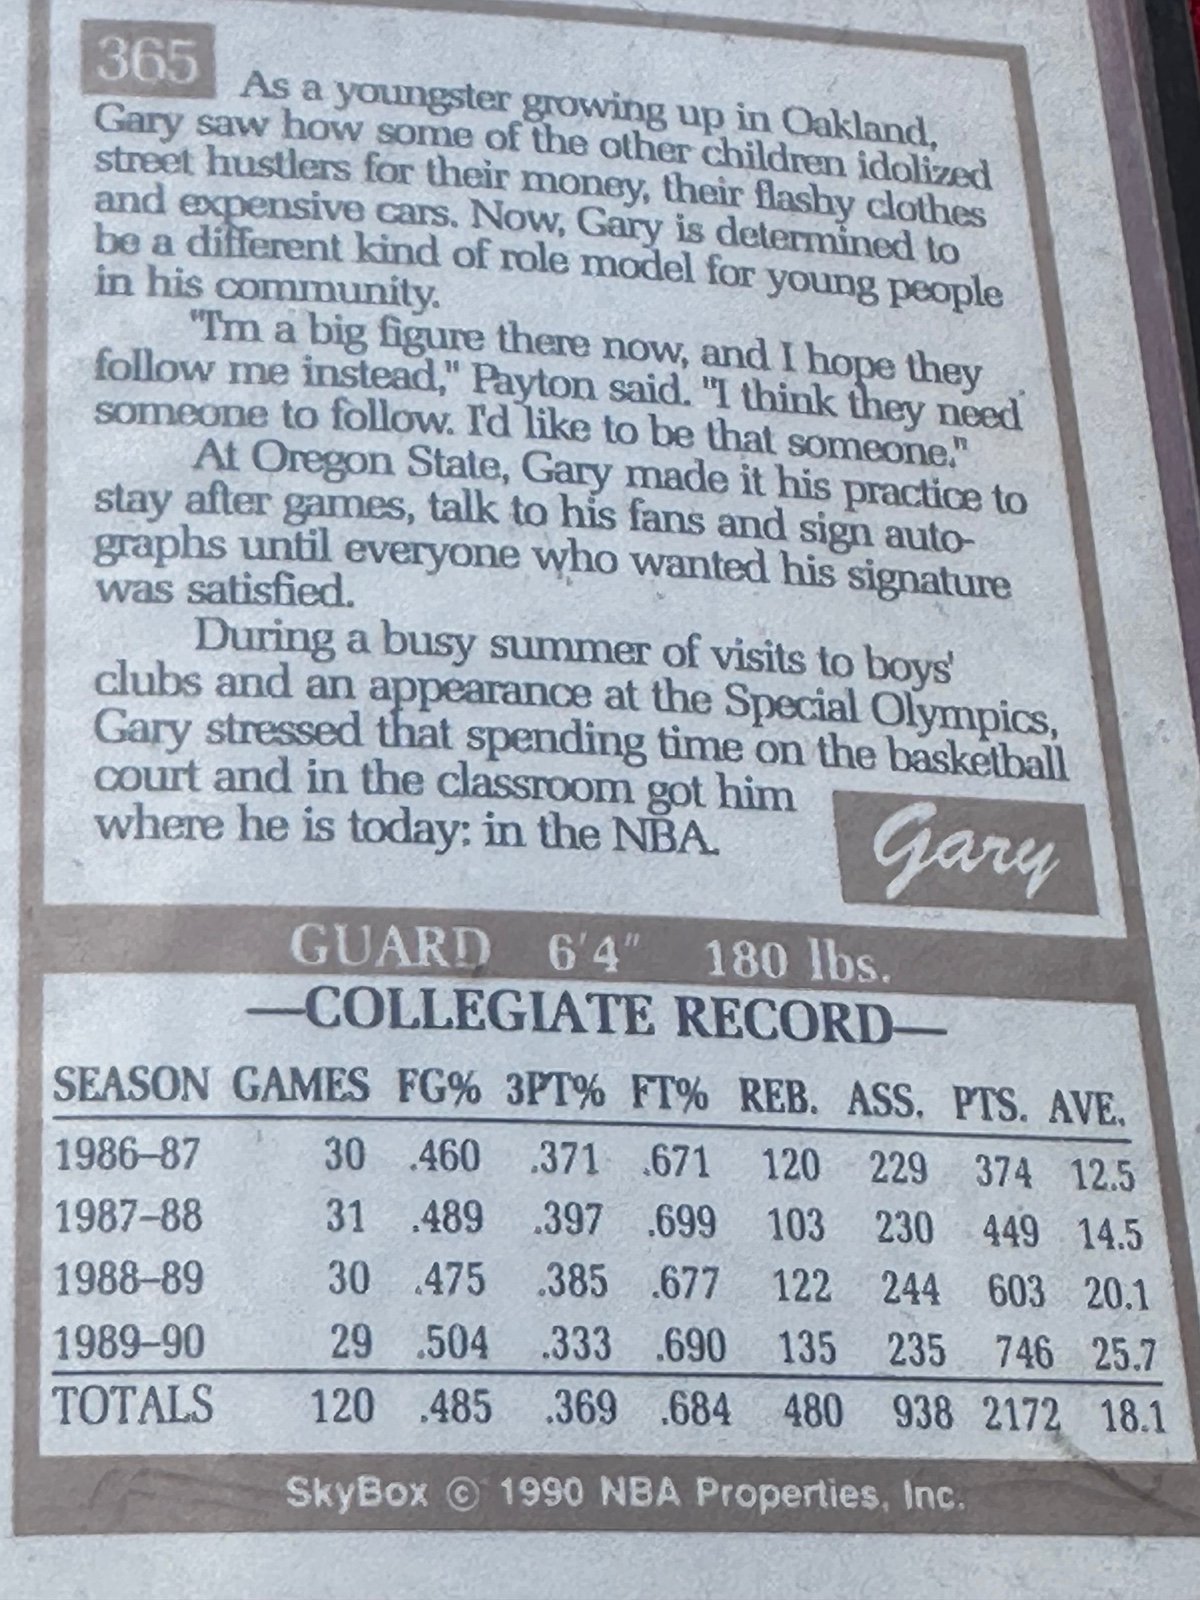 365
As a youngster growing up in Oakland,
Gary saw how some of the other children idolized
street hustlers for their money, their flashy clothes
and expensive cars. Now, Gary is determined to
be a different kind of role model for young people
in his community.
"I'm a big figure there now, and I hope they
follow me instead," Payton said. "I think they need
someone to follow. I'd like to be that someone."
At Oregon State, Gary made it his practice to
stay after games, talk to his fans and sign auto-
graphs until everyone who wanted his signature
was satisfied.
During a busy summer of visits to boys'
clubs and an appearance at the Special Olympics,
Gary stressed that spending time on the basketball
court and in the classroom got him
where he is today: in the NBA.
Gary
GUARD 6'4" 180 lbs.
—COLLEGIATE RECORD—
SEASON GAMES FG% 3PT% FT% REB. ASS. PTS. AVE.
1986–87 30 .460 .371 .671 120 229 374 12.5
1987–88 31 .489 .397 .699 103 230 449 14.5
1988–89 30 .475 .385 .677 122 244 603 20.1
1989–90 29 .504 .333 .690 135 235 746 25.7
TOTALS 120 .485 .369 .684 480 938 2172 18.1
SkyBox © 1990 NBA Properties, Inc.